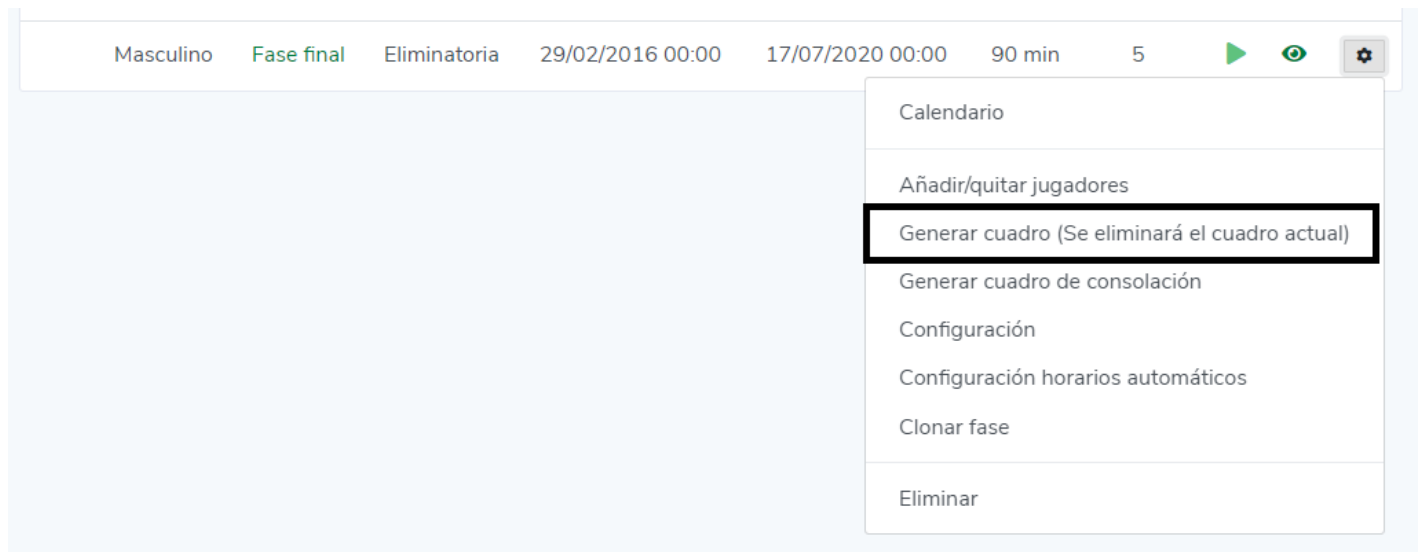 Masculino Fase final Eliminatoria 29/02/2016 00:00 17/07/2020 00:00 90 min 5
Calendario
Añadir/quitar jugadores
Generar cuadro (Se eliminará el cuadro actual)
Generar cuadro de consolación
Configuración
Configuración horarios automáticos
Clonar fase
Eliminar